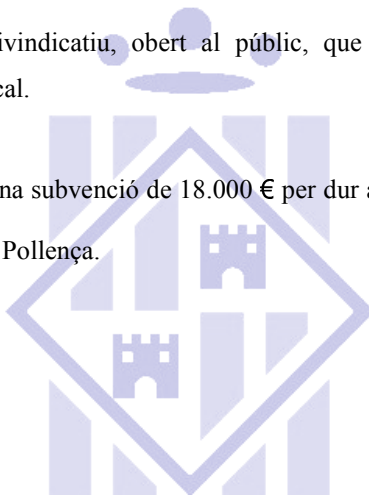 ivindicatiu, obert al públic, que
cal.
na subvenció de 18.000 € per dur a
Pollença.